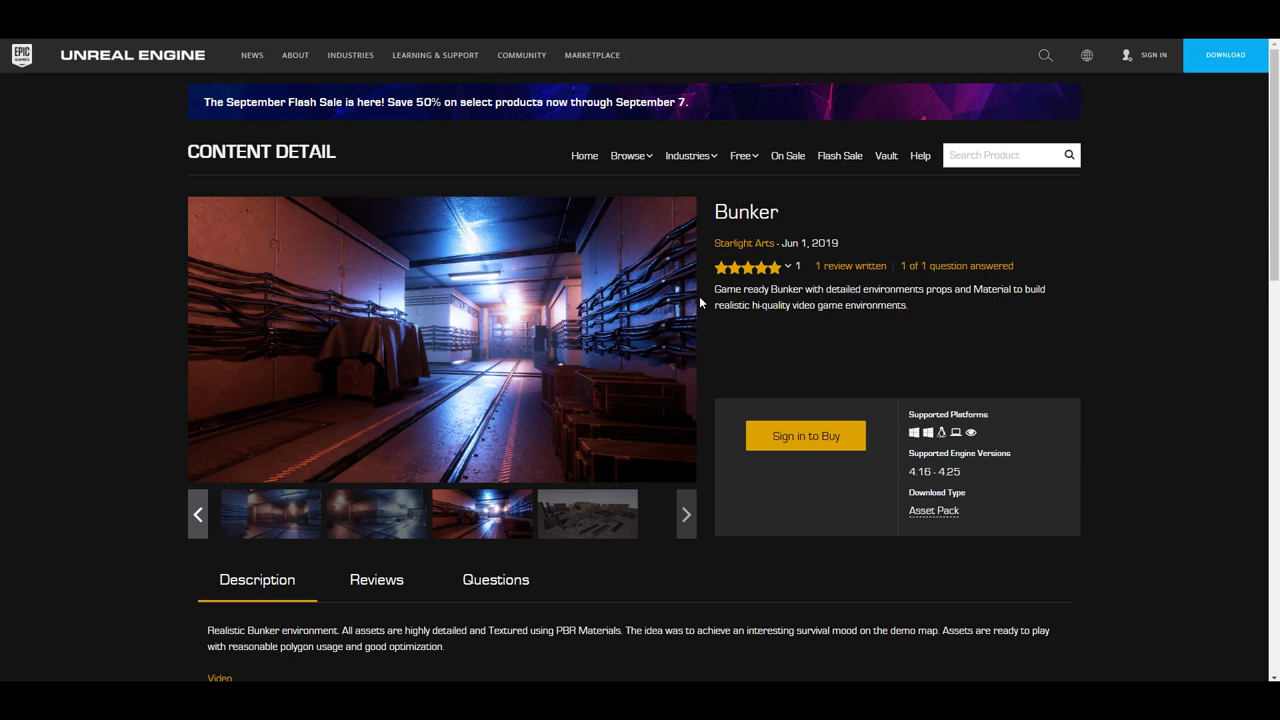 EPIC GAMES
UNREAL ENGINE
NEWS ABOUT INDUSTRIES LEARNING & SUPPORT COMMUNITY MARKETPLACE
SIGN IN
DOWNLOAD
The September Flash Sale is here! Save 50% on select products now through September 7.
CONTENT DETAIL
Home Browse Industries Free On Sale Flash Sale Vault Help
Search Product
Bunker
Starlight Arts - Jun 1, 2019
1 1 review written | 1 of 1 question answered
Game ready Bunker with detailed environments props and Material to build
realistic hi-quality video game environments.
Sign in to Buy
Supported Platforms
Supported Engine Versions
4.16 - 4.25
Download Type
Asset Pack
Description Reviews Questions
Realistic Bunker environment. All assets are highly detailed and Textured using PBR Materials. The idea was to achieve an interesting survival mood on the demo map. Assets are ready to play
with reasonable polygon usage and good optimization.
Video